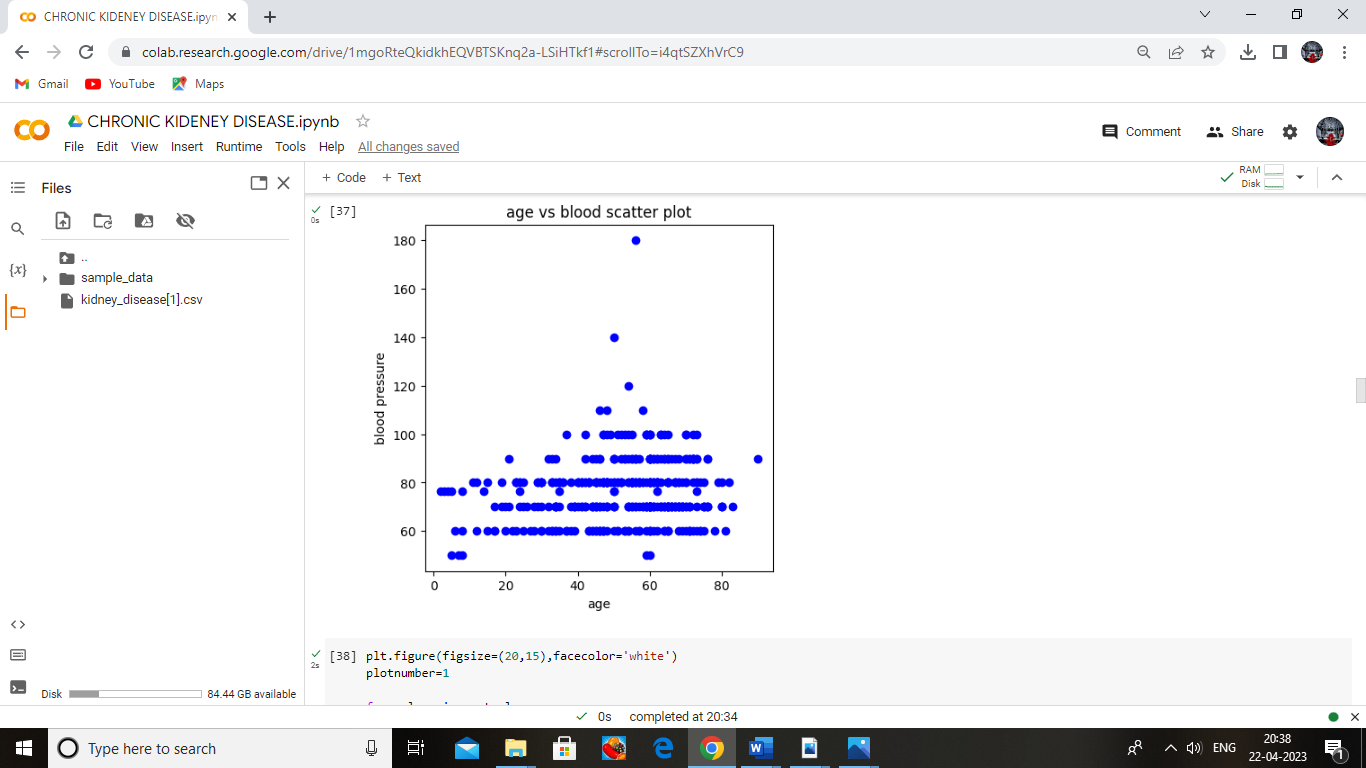 CHRONIC KIDENEY DISEASE.ipyn
colab.research.google.com/drive/1mgoRteQkidkhEQVBTSKnq2a-LSiHTkf1#scrollTo=i4qtSZXhVrC9
Gmail YouTube Maps
CHRONIC KIDENEY DISEASE.ipynb
File Edit View Insert Runtime Tools Help All changes saved
Comment Share
Files
+ Code + Text
RAM
Disk
..
sample_data
kidney_disease[1].csv
{x}
[37]
0s
age vs blood scatter plot
180
160
140
120
100
80
60
blood pressure
0 20 40 60 80
age
[38] plt.figure(figsize=(20,15),facecolor='white')
2s
plotnumber=1
Disk 84.44 GB available
0s completed at 20:34
Type here to search
ENG
20:38
22-04-2023
1